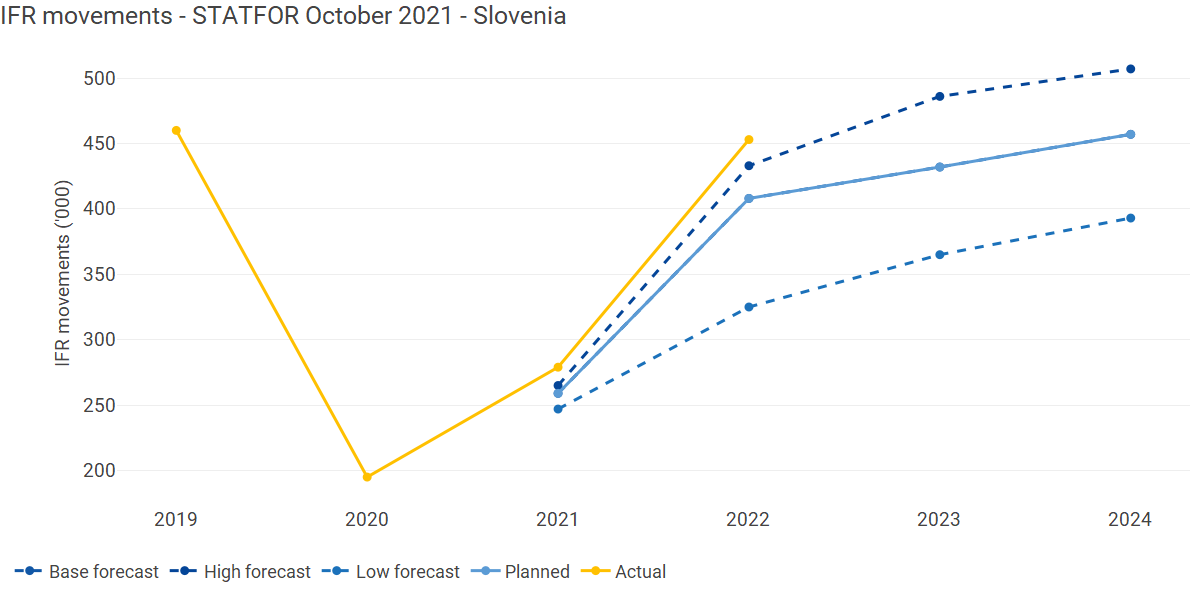 IFR movements - STATFOR October 2021 - Slovenia
500
450
400
350
300
250
200
IFR movements ('000)
2019 2020 2021 2022 2023 2024
Base forecast High forecast Low forecast Planned Actual